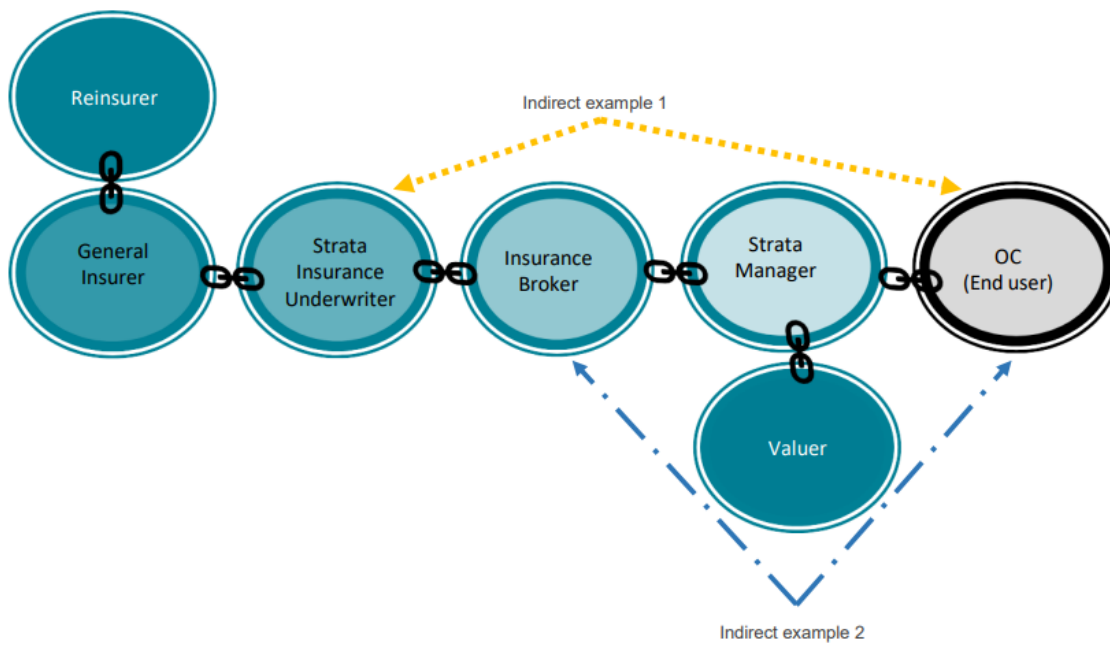 Reinsurer
Indirect example 1
General
Insurer
Strata
Insurance
Underwriter
Insurance
Broker
Strata
Manager
OC
(End user)
Valuer
Indirect example 2